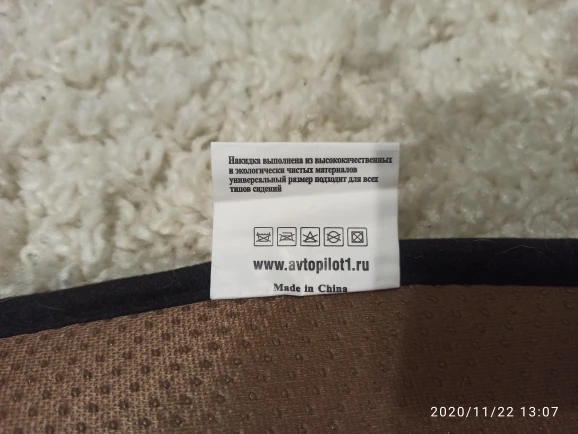 Накидка выполнена из высококачественных
и экологически чистых материалов
универсальный размер подходит для всех
типов сидений
www.avtopilot1.ru
Made in China
2020/11/22 13:07